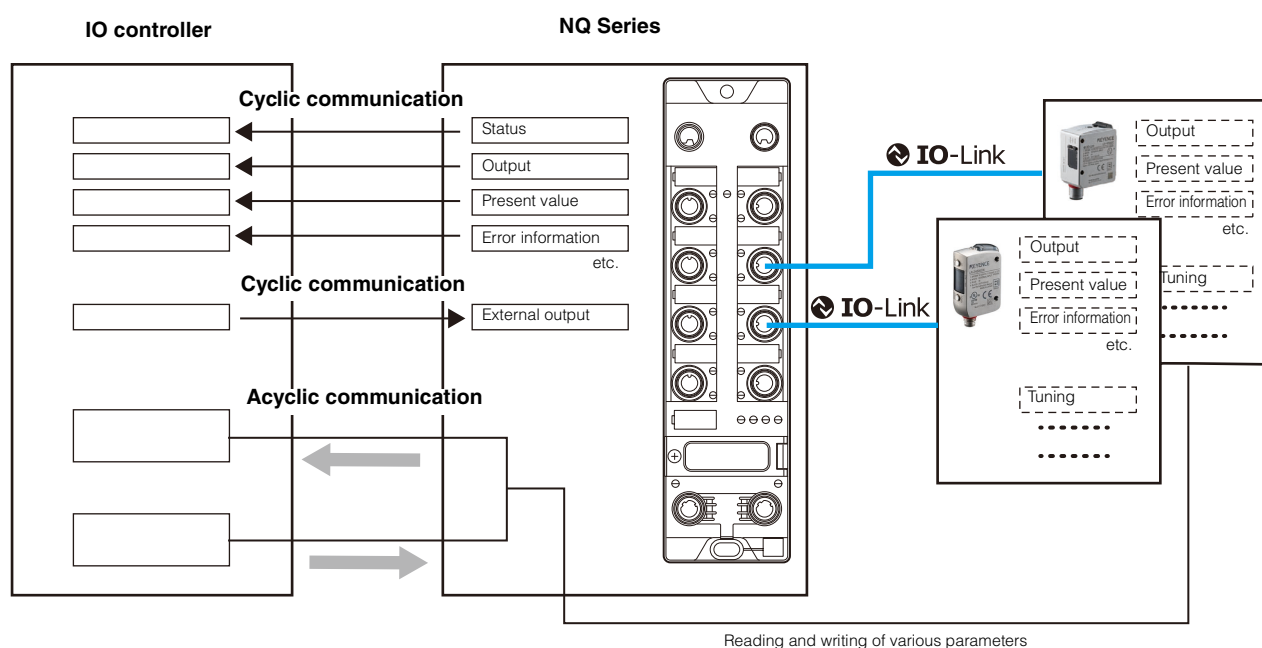 IO controller
NQ Series
Cyclic communication
Status
Output
Present value
Error information
etc.
Cyclic communication
External output
Acyclic communication
IO-Link
IO-Link
Output
Present value
Error information
etc.
Tuning
Output
Present value
Error information
etc.
Tuning
KEYENCE
KEYENCE
Reading and writing of various parameters